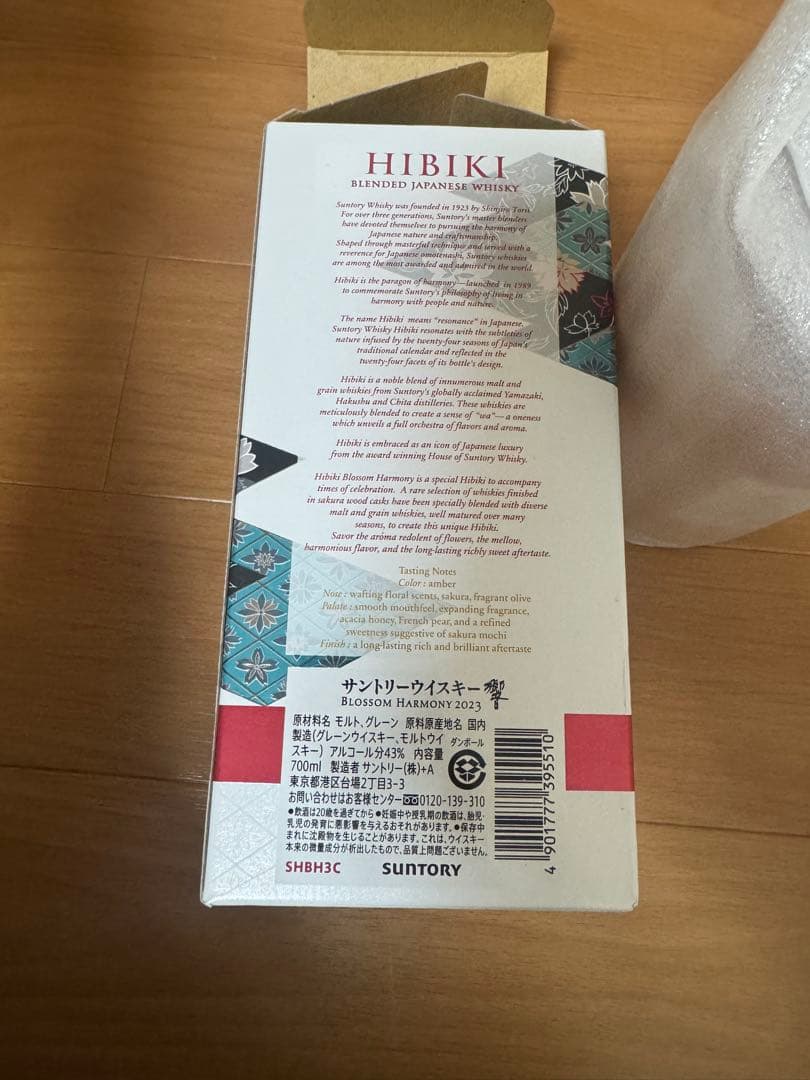 HIBIKI
BLENDED JAPANESE WHISKY
Suntory Whisky was founded in 1923 by Shinjiro Torii.
For over three generations, Suntory's master blenders
have devoted themselves to pursuing the harmony of
Japanese nature and craftsmanship.
Shaped through masterful technique and served with a
reverence for Japanese omotenashi, Suntory whiskies
are among the most awarded and admired in the world.
Hibiki is the paragon of harmony—launched in 1989
to commemorate Suntory's philosophy of living in
harmony with people and nature.
The name Hibiki means "resonance" in Japanese.
Suntory Whisky Hibiki resonates with the subtleties of
nature infused by the twenty-four seasons of Japan's
traditional calendar and reflected in the
twenty-four facets of its bottle's design.
Hibiki is a noble blend of innumerous malt and
grain whiskies from Suntory's globally acclaimed Yamazaki,
Hakushu and Chita distilleries. These whiskies are
meticulously blended to create a sense of "wa"— a oneness
which unveils a full orchestra of flavors and aroma.
Hibiki is embraced as an icon of Japanese luxury
from the award winning House of Suntory Whisky.
Hibiki Blossom Harmony is a special Hibiki to accompany
times of celebration. A rare selection of whiskies finished
in sakura wood casks have been specially blended with diverse
malt and grain whiskies, well matured over many
seasons, to create this unique Hibiki.
Savor the aroma redolent of flowers, the mellow,
harmonious flavor, and the long-lasting richly sweet aftertaste.
Tasting Notes
Color : amber
Nose : wafting floral scents, sakura, fragrant olive
Palate : smooth mouthfeel, expanding fragrance,
acacia honey, French pear, and a refined
sweetness suggestive of sakura mochi
Finish : a long-lasting rich and brilliant aftertaste
サントリーウイスキー 響
BLOSSOM HARMONY 2023
原材料名 モルト、グレーン 原料原産地名 国内
製造(グレーンウイスキー、モルトウイ
スキー) アルコール分43% 内容量
700ml 製造者 サントリー(株)+A
東京都港区台場2丁目3-3
お問い合わせはお客様センター 0120-139-310
●飲酒は20歳を過ぎてから ●妊娠中や授乳期の飲酒は、胎児・
乳児の発育に悪影響を与えるおそれがあります。●保存中
まれに沈殿物を生じることがあります。これは、ウイスキー
本来の微量成分が析出したもので、品質上問題ございません。
ダンボール
SHBH3C
SUNTORY
4 901777 395510